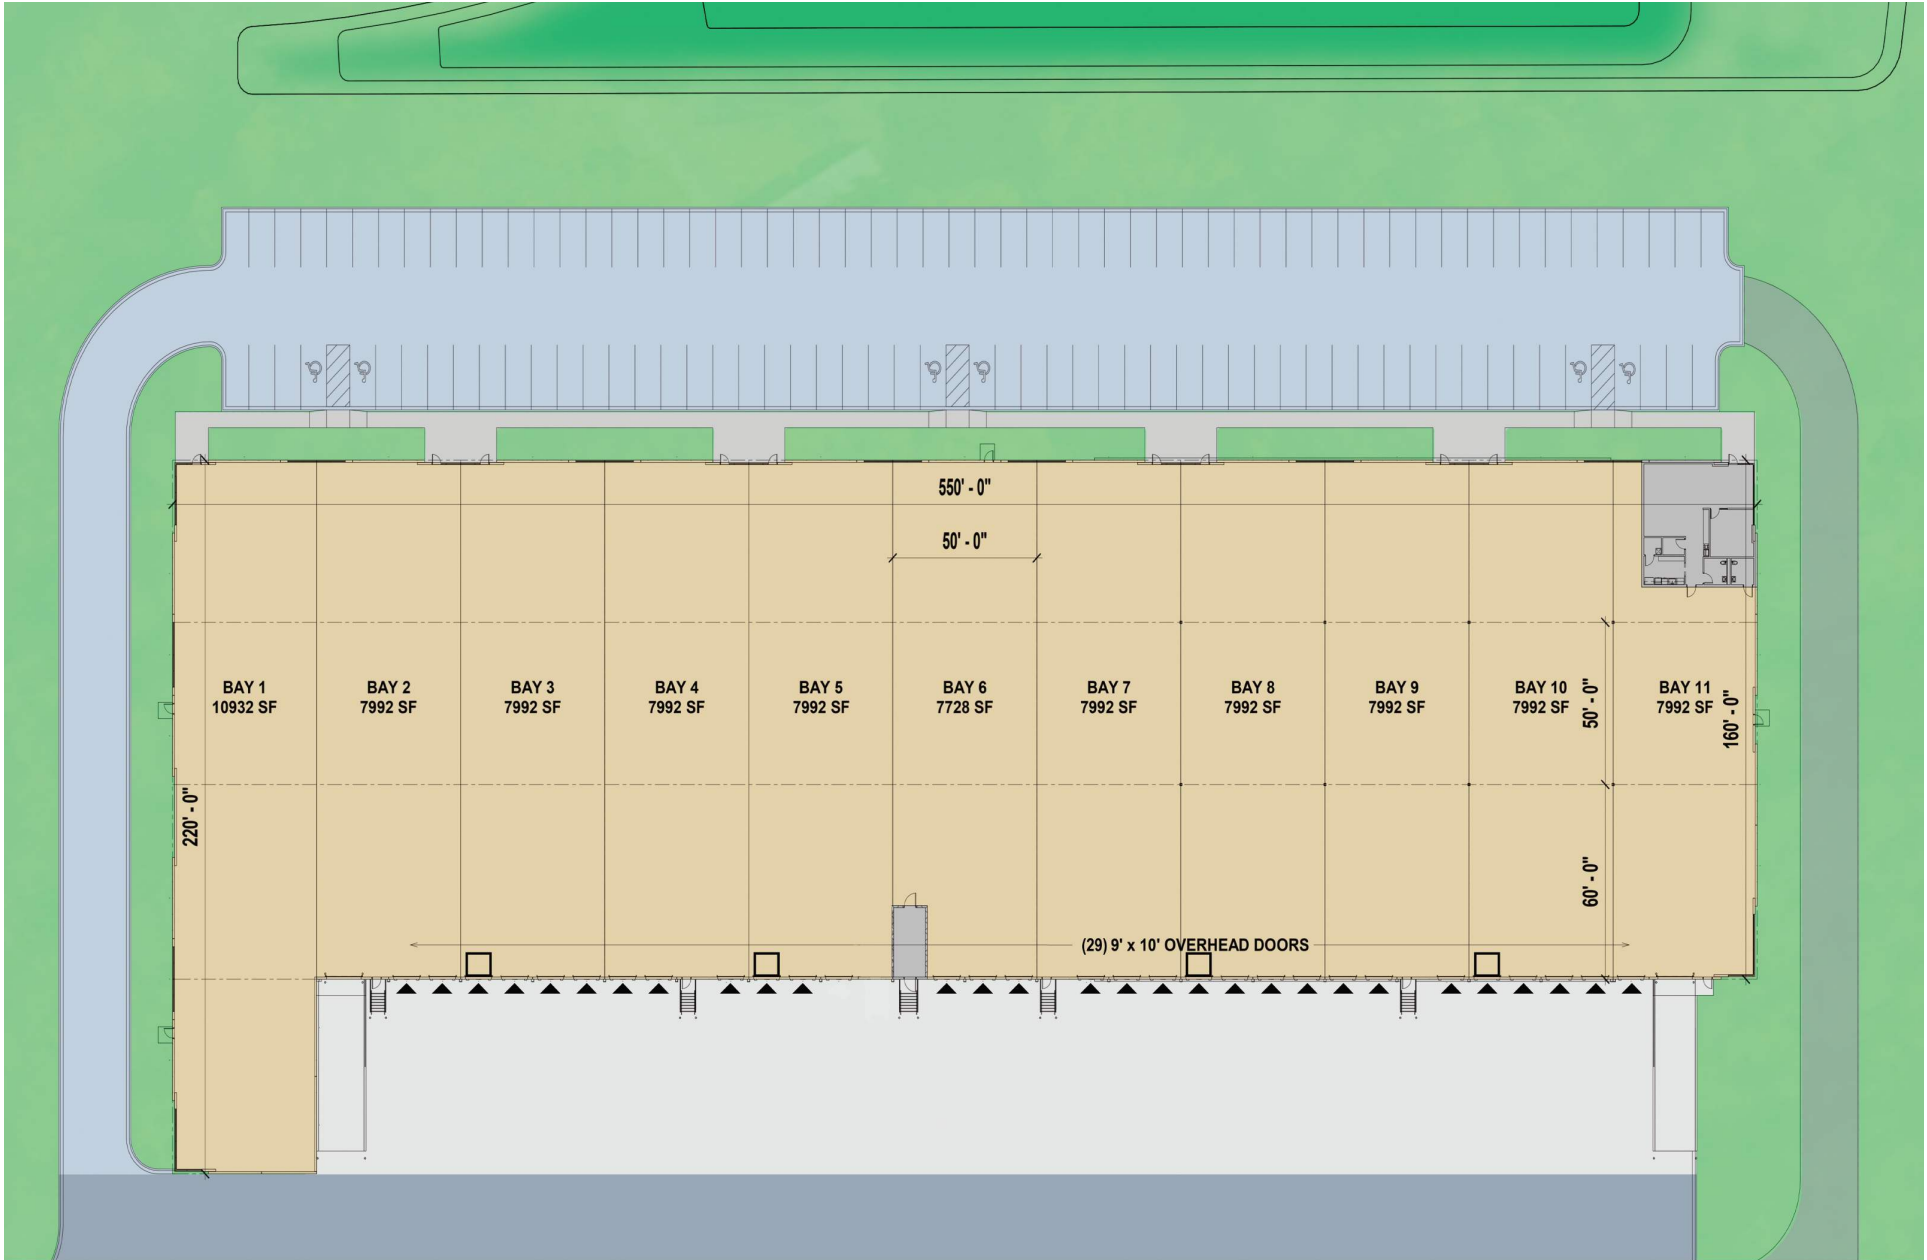 550' - 0"
50' - 0"
BAY 1
10932 SF
BAY 2
7992 SF
BAY 3
7992 SF
BAY 4
7992 SF
BAY 5
7992 SF
BAY 6
7728 SF
BAY 7
7992 SF
BAY 8
7992 SF
BAY 9
7992 SF
BAY 10
7992 SF
50' - 0"
BAY 11
7992 SF
160' - 0"
220' - 0"
60' - 0"
(29) 9' x 10' OVERHEAD DOORS